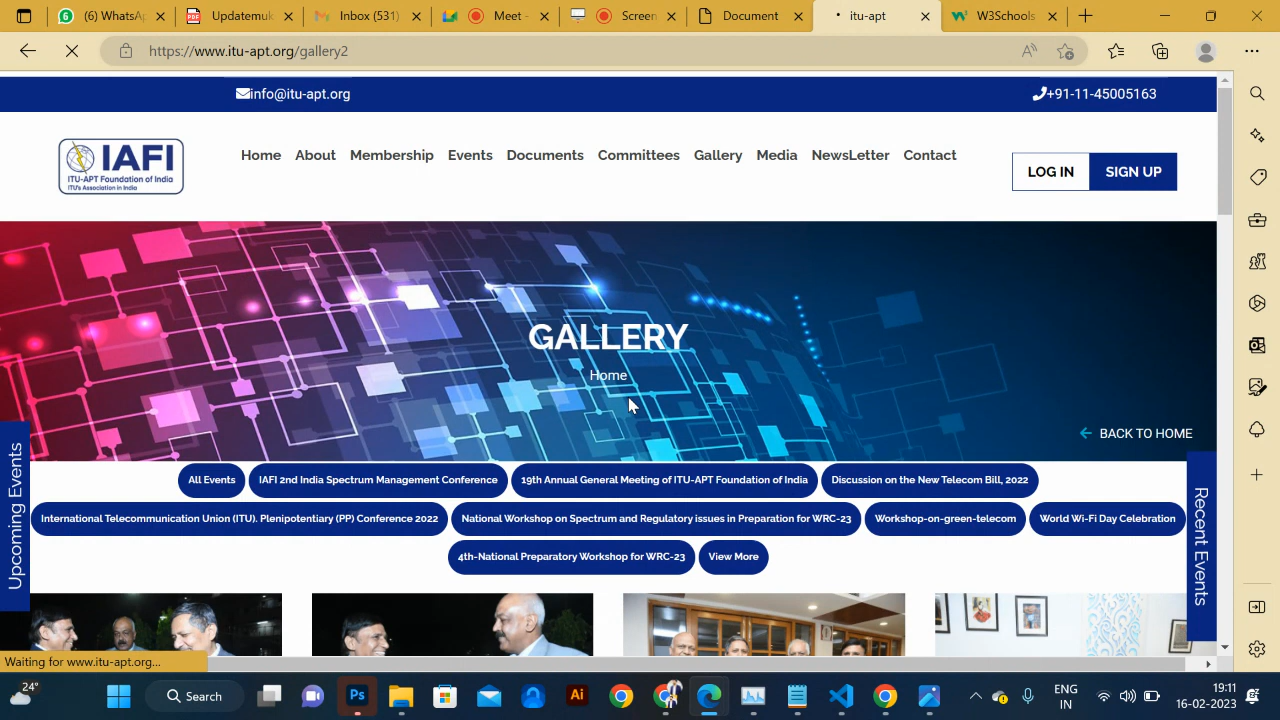 (6) WhatsA
Updatemuk
Inbox (531)
Meet -
Screen
Document
itu-apt
W3Schools
https://www.itu-apt.org/gallery2
info@itu-apt.org
+91-11-45005163
IAFI
ITU-APT Foundation of India
ITU's Association in India
Home About Membership Events Documents Committees Gallery Media NewsLetter Contact
LOG IN SIGN UP
GALLERY
Home
BACK TO HOME
Upcoming Events
Recent Events
All Events IAFI 2nd India Spectrum Management Conference 19th Annual General Meeting of ITU-APT Foundation of India Discussion on the New Telecom Bill, 2022
International Telecommunication Union (ITU). Plenipotentiary (PP) Conference 2022 National Workshop on Spectrum and Regulatory issues in Preparation for WRC-23 Workshop-on-green-telecom World Wi-Fi Day Celebration
4th-National Preparatory Workshop for WRC-23 View More
Waiting for www.itu-apt.org...
24°
Search
ENG
IN
19:11
16-02-2023